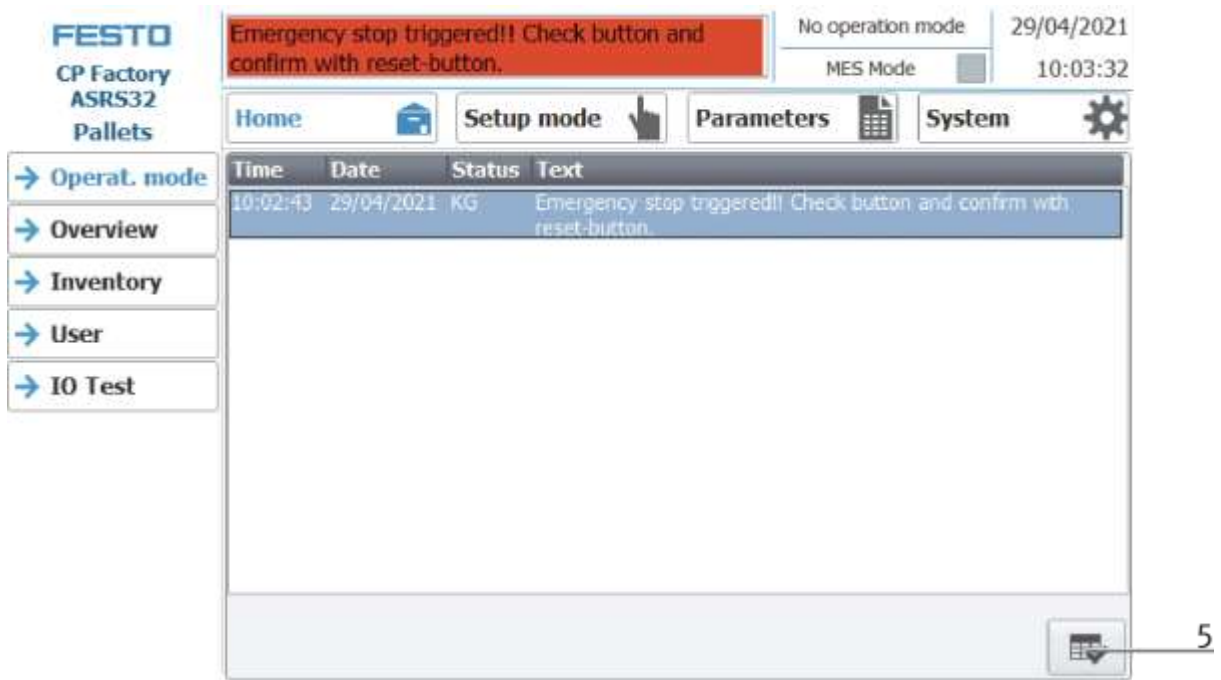 FESTO
CP Factory
ASRS32
Pallets
Emergency stop triggered!! Check button and
confirm with reset-button.
No operation mode
MES Mode
29/04/2021
10:03:32
Home
Setup mode
Parameters
System
Operat. mode
Overview
Inventory
User
IO Test
Time Date Status Text
10:02:43 29/04/2021 KG Emergency stop triggered!! Check button and confirm with
reset-button.
5